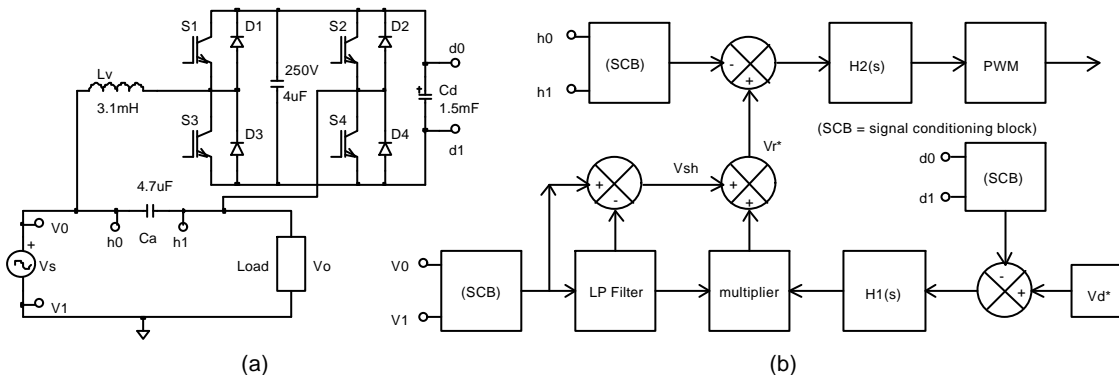 S1
D1
S2
D2
d0
Lv
250V
4uF
Cd
1.5mF
3.1mH
S3
D3
S4
D4
d1
4.7uF
V0
h0
Ca
h1
+
Vs
Load
Vo
V1
(a)
h0
h1
(SCB)
-
+
H2(s)
PWM
(SCB = signal conditioning block)
Vr*
Vsh
d0
d1
(SCB)
+
-
+
+
V0
V1
(SCB)
LP Filter
multiplier
H1(s)
-
+
Vd*
(b)